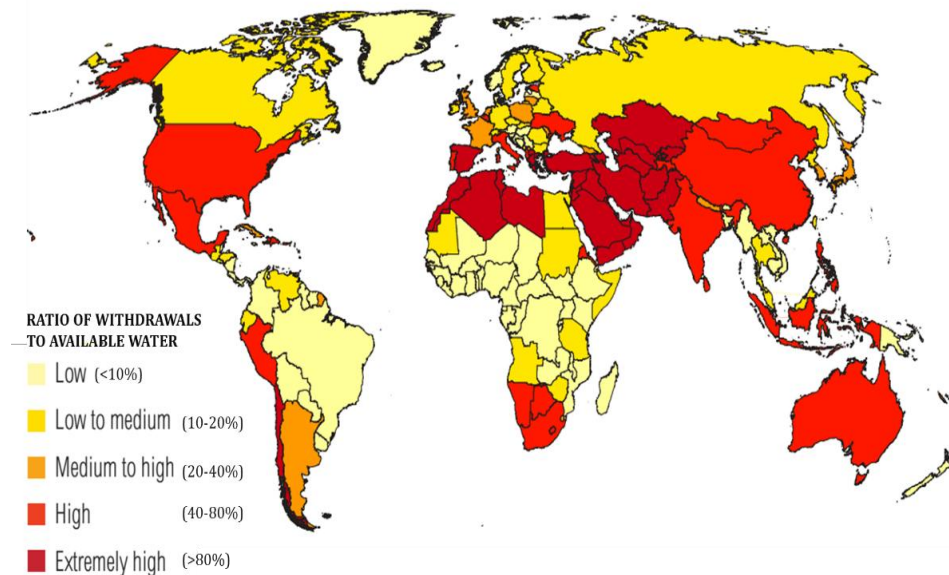 RATIO OF WITHDRAWALS
TO AVAILABLE WATER
Low (<10%)
Low to medium (10-20%)
Medium to high (20-40%)
High (40-80%)
Extremely high (>80%)